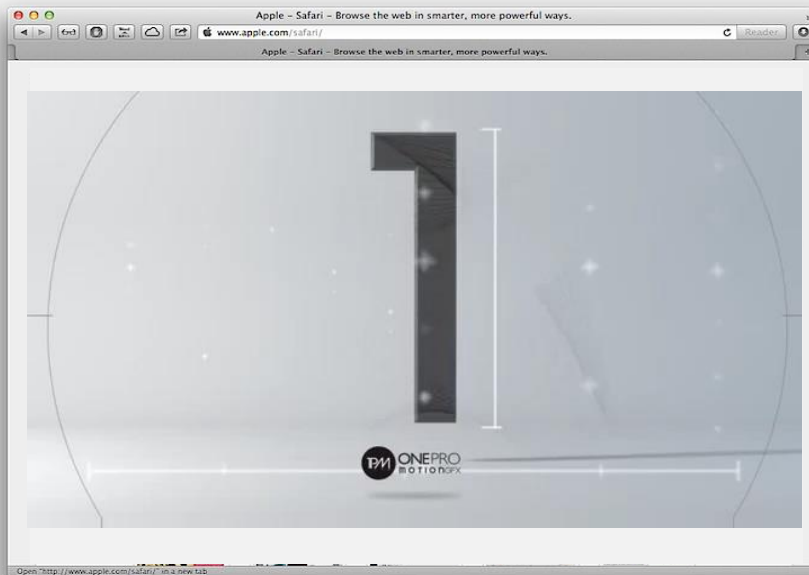 Apple – Safari – Browse the web in smarter, more powerful ways.
www.apple.com/safari/
Reader
Apple – Safari – Browse the web in smarter, more powerful ways.
1
1PM ONEPRO
MOTIONGFX
Open "http://www.apple.com/safari/" in a new tab